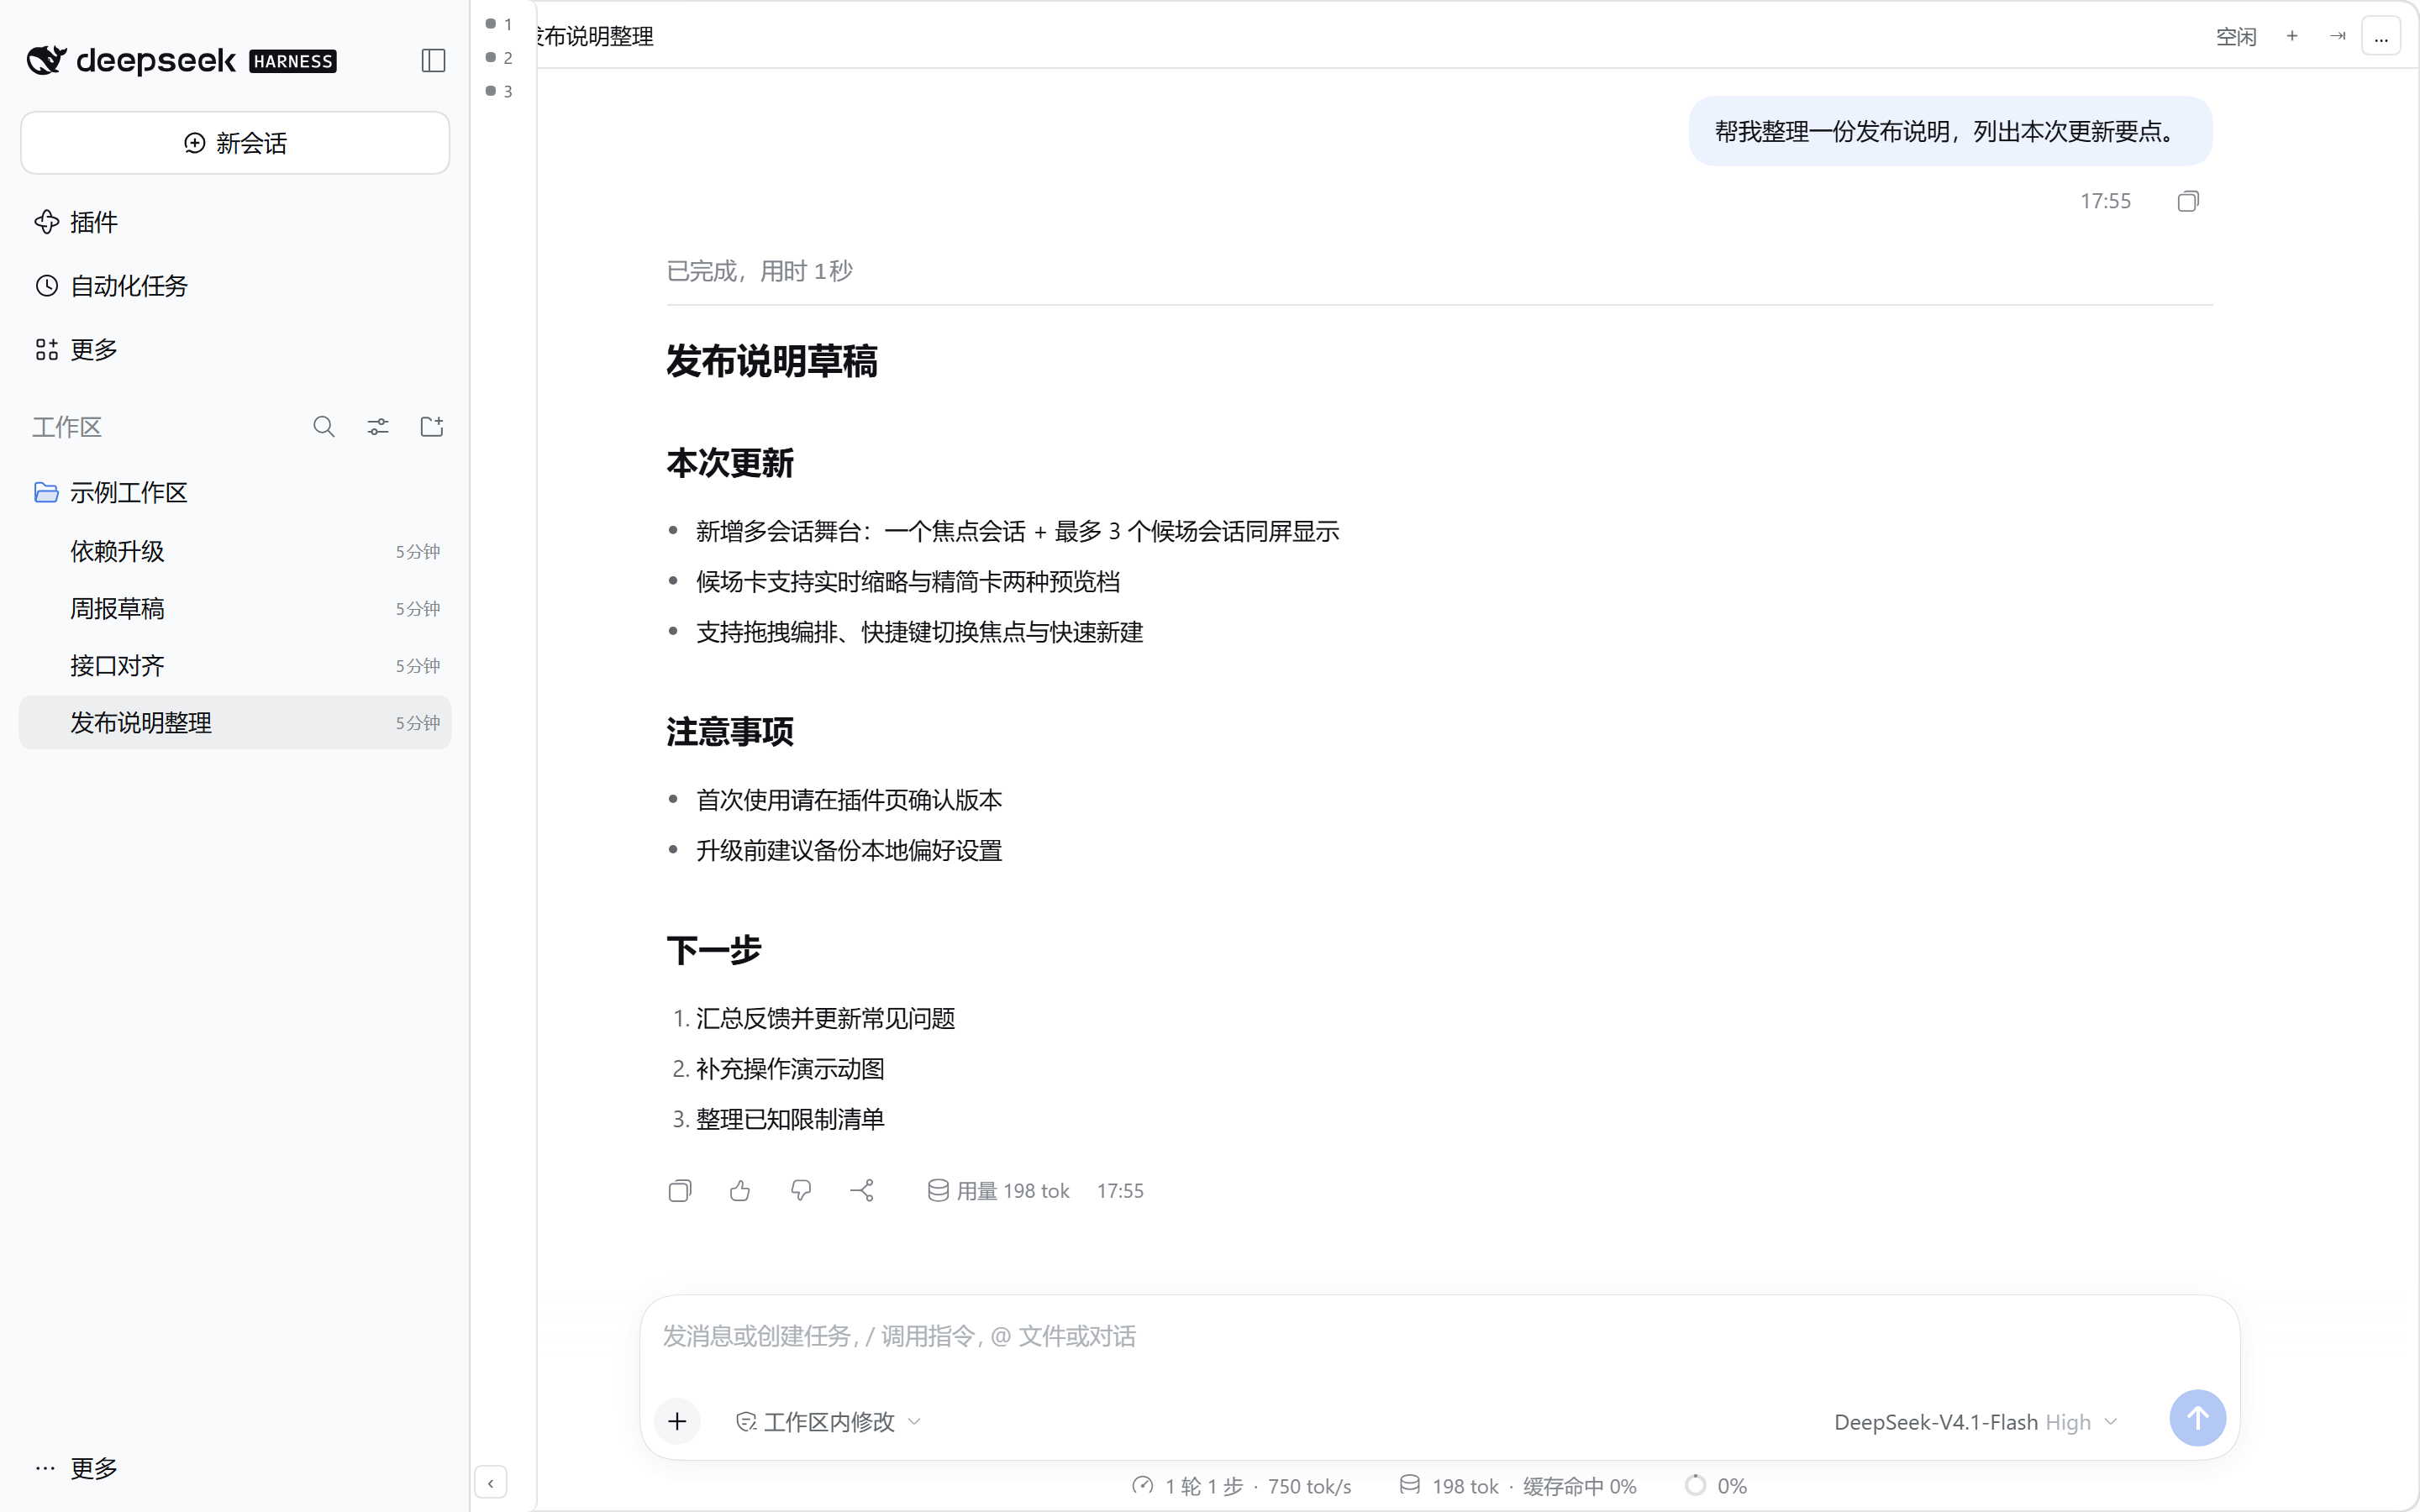 deepseek HARNESS
新会话
插件
自动化任务
更多
工作区
示例工作区
依赖升级 5分钟
周报草稿 5分钟
接口对齐 5分钟
发布说明整理 5分钟
更多
1
2
3
布说明整理
空闲 + ...
帮我整理一份发布说明，列出本次更新要点。
17:55
已完成，用时 1秒
发布说明草稿
本次更新
• 新增多会话舞台：一个焦点会话 + 最多 3 个候场会话同屏显示
• 候场卡支持实时缩略与精简卡两种预览档
• 支持拖拽编排、快捷键切换焦点与快速新建
注意事项
• 首次使用请在插件页确认版本
• 升级前建议备份本地偏好设置
下一步
1. 汇总反馈并更新常见问题
2. 补充操作演示动图
3. 整理已知限制清单
用量 198 tok 17:55
发消息或创建任务, / 调用指令, @ 文件或对话
工作区内修改
DeepSeek-V4.1-Flash High
1 轮 1 步 · 750 tok/s 198 tok · 缓存命中 0% 0%